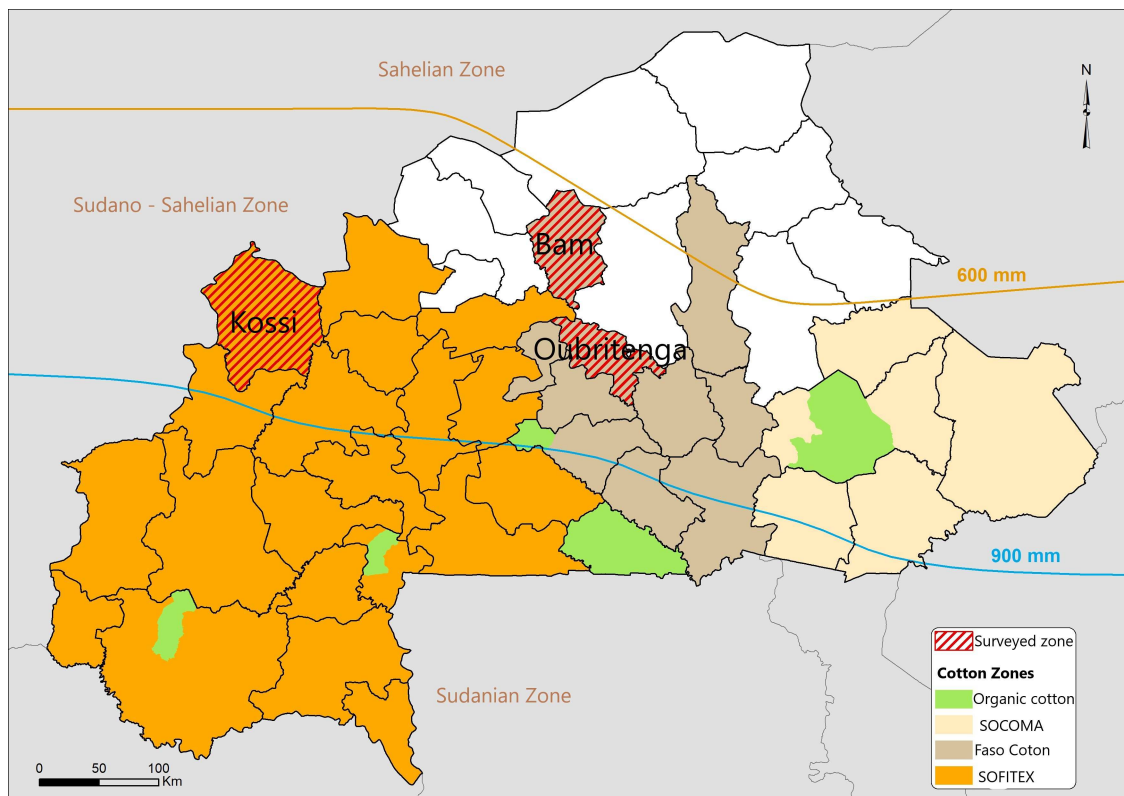 Sahelian Zone
N
Sudano - Sahelian Zone
Bam
600 mm
Kossi
Oubritenga
900 mm
Sudanian Zone
Surveyed zone
Cotton Zones
Organic cotton
SOCOMA
Faso Coton
SOFITEX
0 50 100
Km